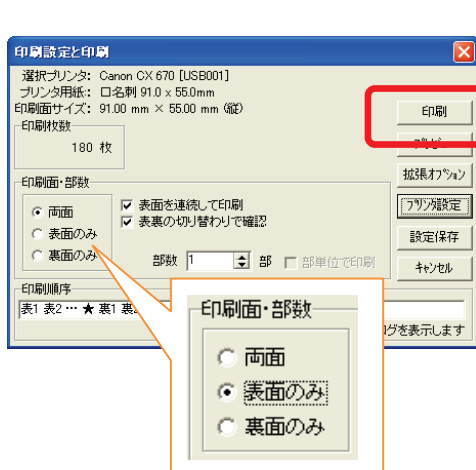 印刷設定と印刷
選択プリンタ: Canon CX 670 [USB001]
プリンタ用紙: 口名刺 91.0 x 55.0mm
印刷面サイズ: 91.00 mm × 55.00 mm (縦)
印刷枚数
180 枚
印刷
拡張オプション
プリンタ設定
設定保存
キャンセル
印刷面・部数
両面
表面のみ
裏面のみ
表面を連続して印刷
表裏の切り替わりで確認
部数 1 部 部単位で印刷
印刷順序
表1 表2 … ★ 裏1
グを表示します
印刷面・部数
両面
表面のみ
裏面のみ